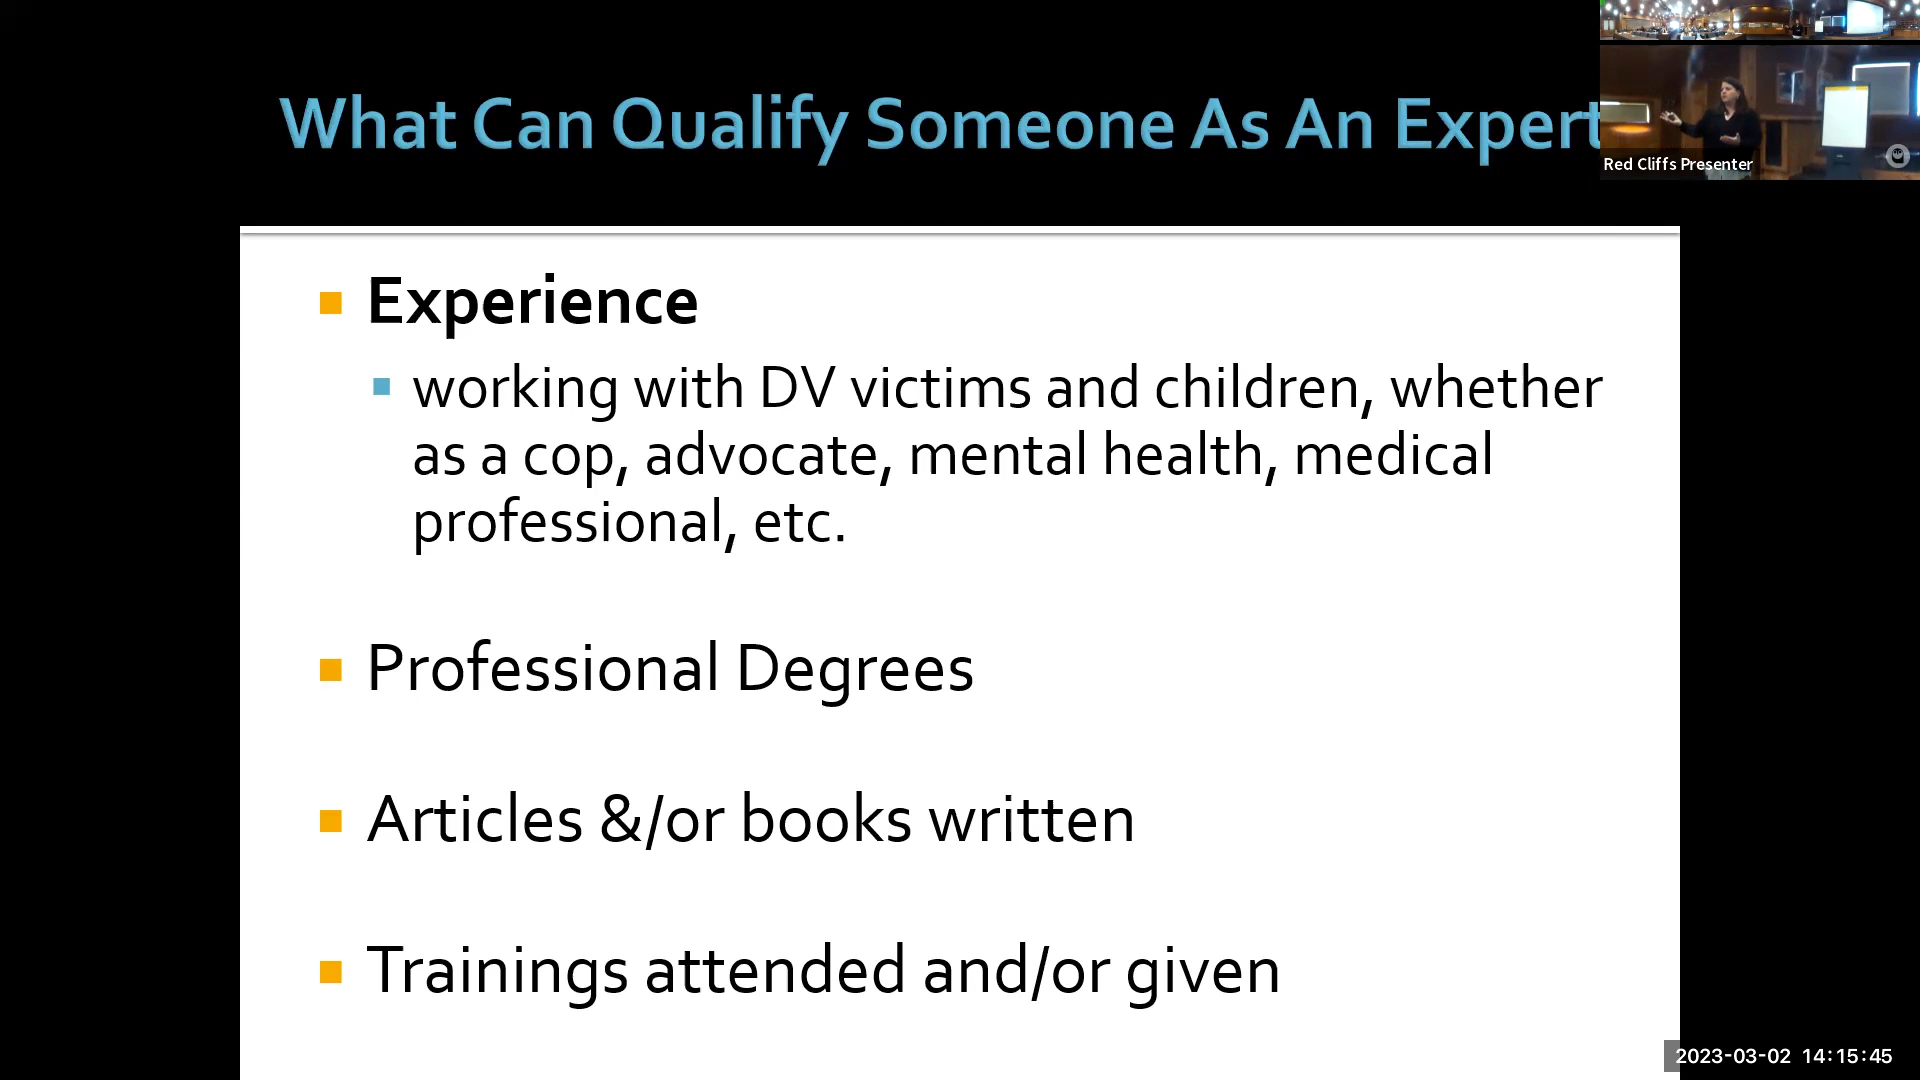 What Can Qualify Someone As An Expert
Red Cliffs Presenter
Experience
working with DV victims and children, whether
as a cop, advocate, mental health, medical
professional, etc.
Professional Degrees
Articles &/or books written
Trainings attended and/or given
2023-03-02 14:15:45